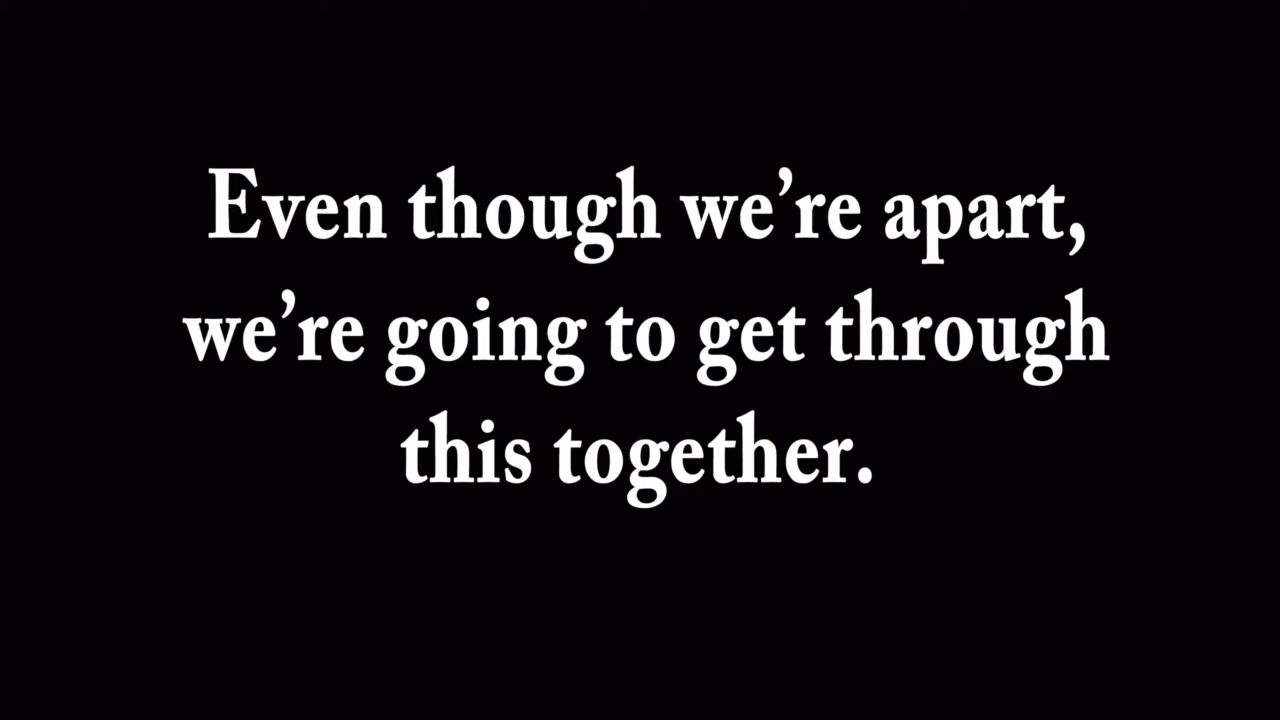 Even though we’re apart,
we’re going to get through
this together.